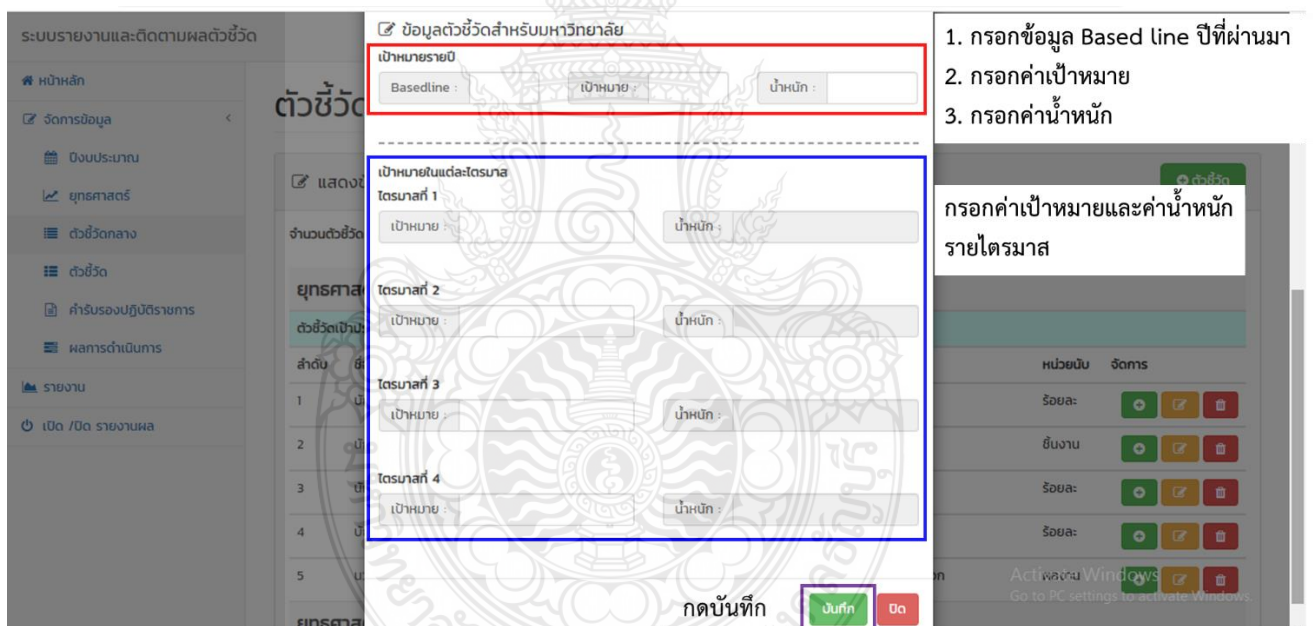 ระบบรายงานและติดตามผลตัวชี้วัด
หน้าหลัก
จัดการข้อมูล
ปีงบประมาณ
ยุทธศาสตร์
ตัวชี้วัดกลาง
ตัวชี้วัด
คำรับรองปฏิบัติราชการ
ผลการดำเนินการ
รายงาน
เปิด /ปิด รายงานผล
ตัวชี้วัด
แสดง
ตัวชี้วัด
จำนวนตัวชี้วัด
ลำดับ
หน่วยนับ จัดการ
1 ร้อยละ
2 ชิ้นงาน
3 ร้อยละ
4 ร้อยละ
5
ข้อมูลตัวชี้วัดสำหรับมหาวิทยาลัย
เป้าหมายรายปี
Basedline : เป้าหมาย : น้ำหนัก :
เป้าหมายในแต่ละไตรมาส
ไตรมาสที่ 1
เป้าหมาย : น้ำหนัก :
ไตรมาสที่ 2
เป้าหมาย : น้ำหนัก :
ไตรมาสที่ 3
เป้าหมาย : น้ำหนัก :
ไตรมาสที่ 4
เป้าหมาย : น้ำหนัก :
กดบันทึก บันทึก ปิด
1. กรอกข้อมูล Based line ปีที่ผ่านมา
2. กรอกค่าเป้าหมาย
3. กรอกค่าน้ำหนัก
กรอกค่าเป้าหมายและค่าน้ำหนัก
รายไตรมาส
Activate Windows
Go to PC settings to activate Windows.